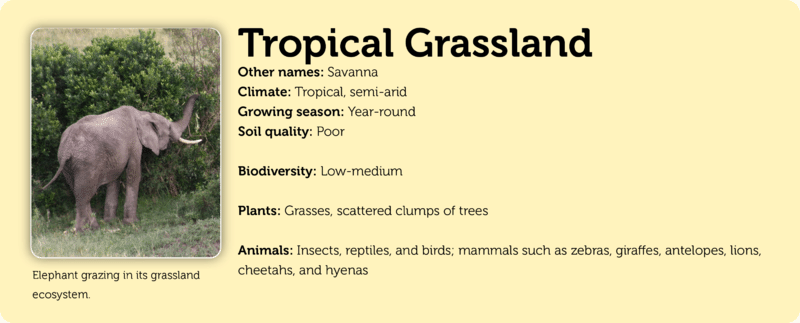 Tropical Grassland
Other names: Savanna
Climate: Tropical, semi-arid
Growing season: Year-round
Soil quality: Poor
Biodiversity: Low-medium
Plants: Grasses, scattered clumps of trees
Animals: Insects, reptiles, and birds; mammals such as zebras, giraffes, antelopes, lions,
cheetahs, and hyenas
Elephant grazing in its grassland
ecosystem.